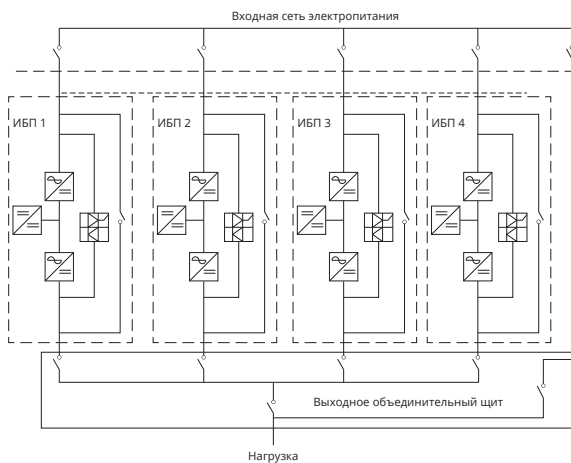 Входная сеть электропитания
ИБП 1
ИБП 2
ИБП 3
ИБП 4
Выходное объединительный щит
Нагрузка